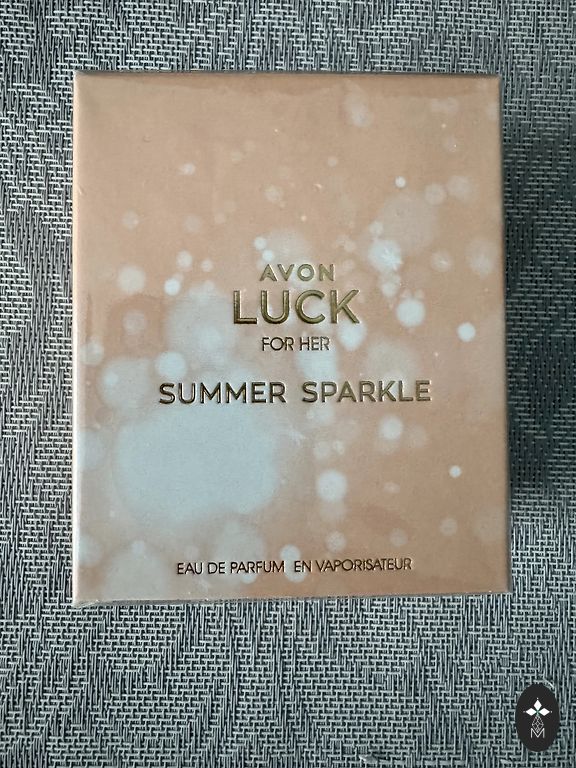 AVON
LUCK
FOR HER
SUMMER SPARKLE
EAU DE PARFUM EN VAPORISATEUR
M